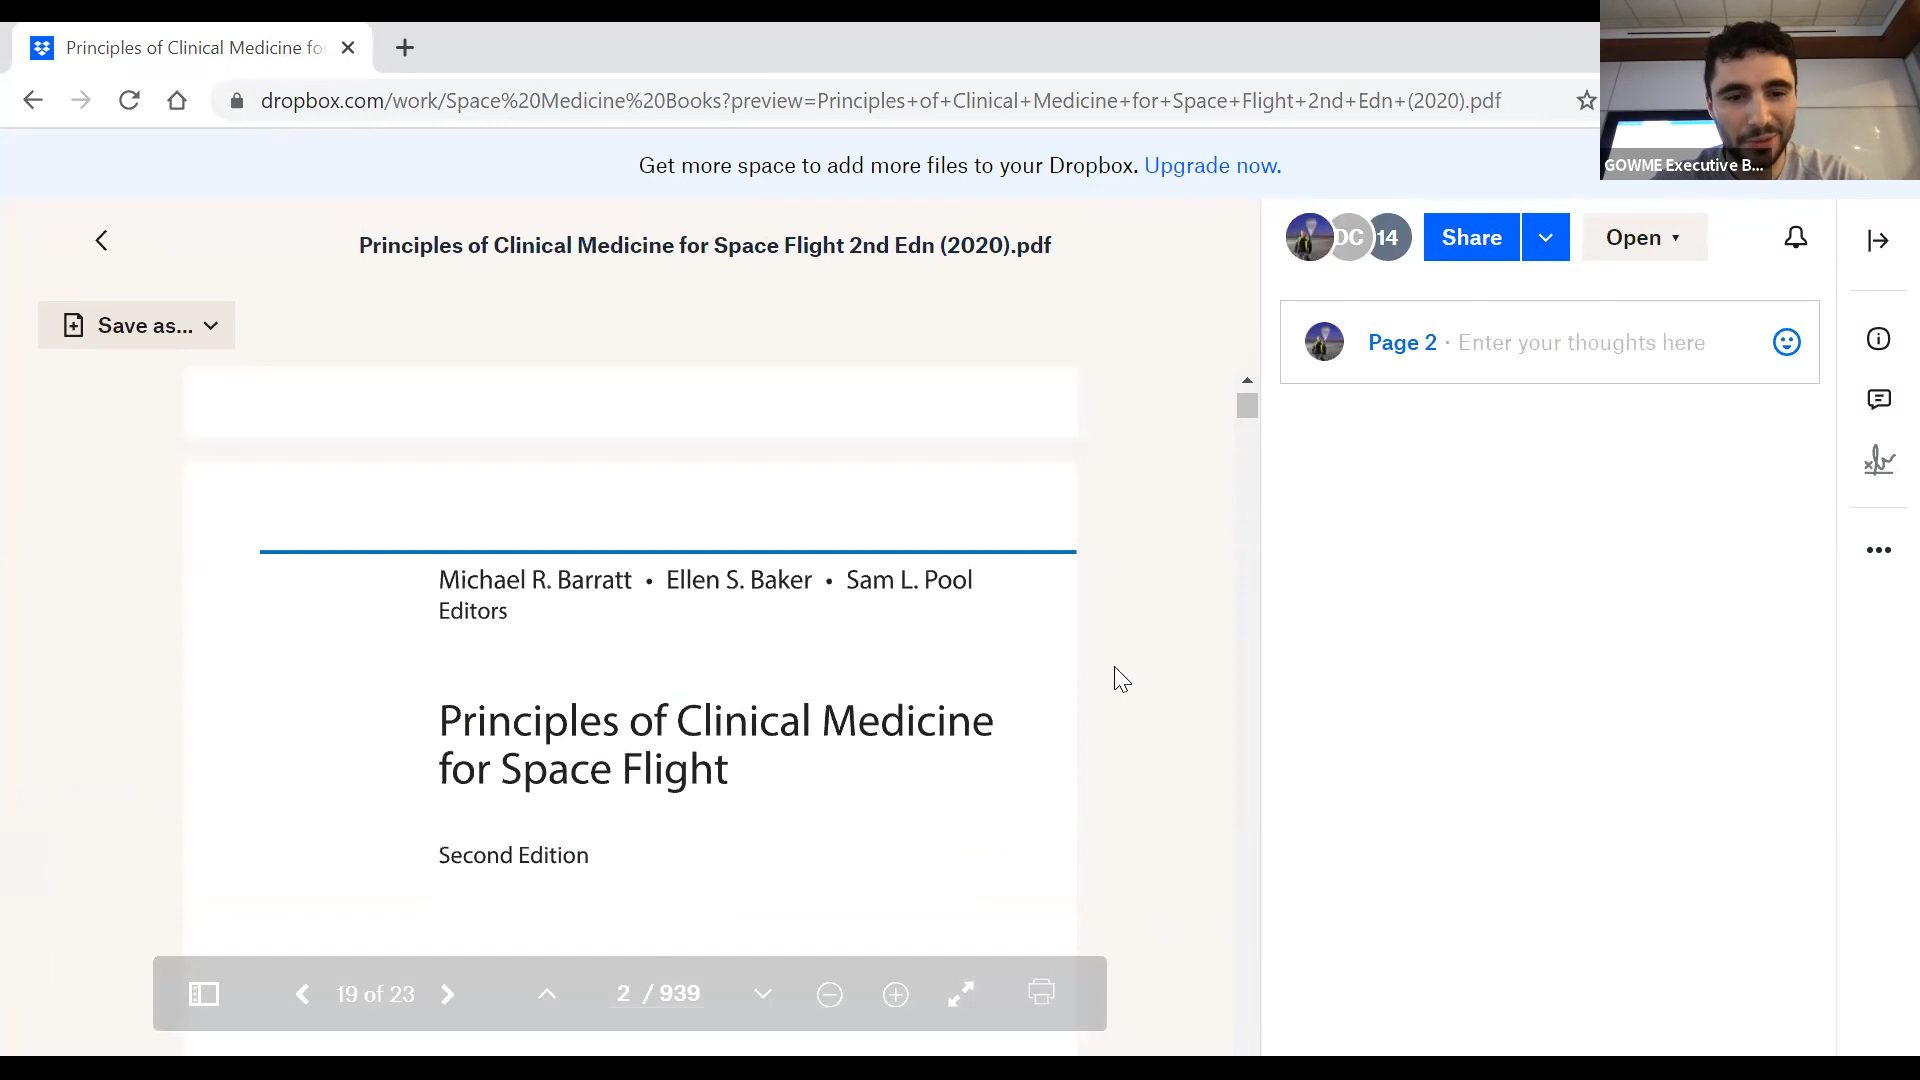 Principles of Clinical Medicine fo
dropbox.com/work/Space%20Medicine%20Books?preview=Principles+of+Clinical+Medicine+for+Space+Flight+2nd+Edn+(2020).pdf
GOWME Executive B...
Get more space to add more files to your Dropbox. Upgrade now.
Principles of Clinical Medicine for Space Flight 2nd Edn (2020).pdf
DC 14 Share Open
Save as...
Page 2 · Enter your thoughts here
Michael R. Barratt • Ellen S. Baker • Sam L. Pool
Editors
Principles of Clinical Medicine
for Space Flight
Second Edition
19 of 23 2 / 939